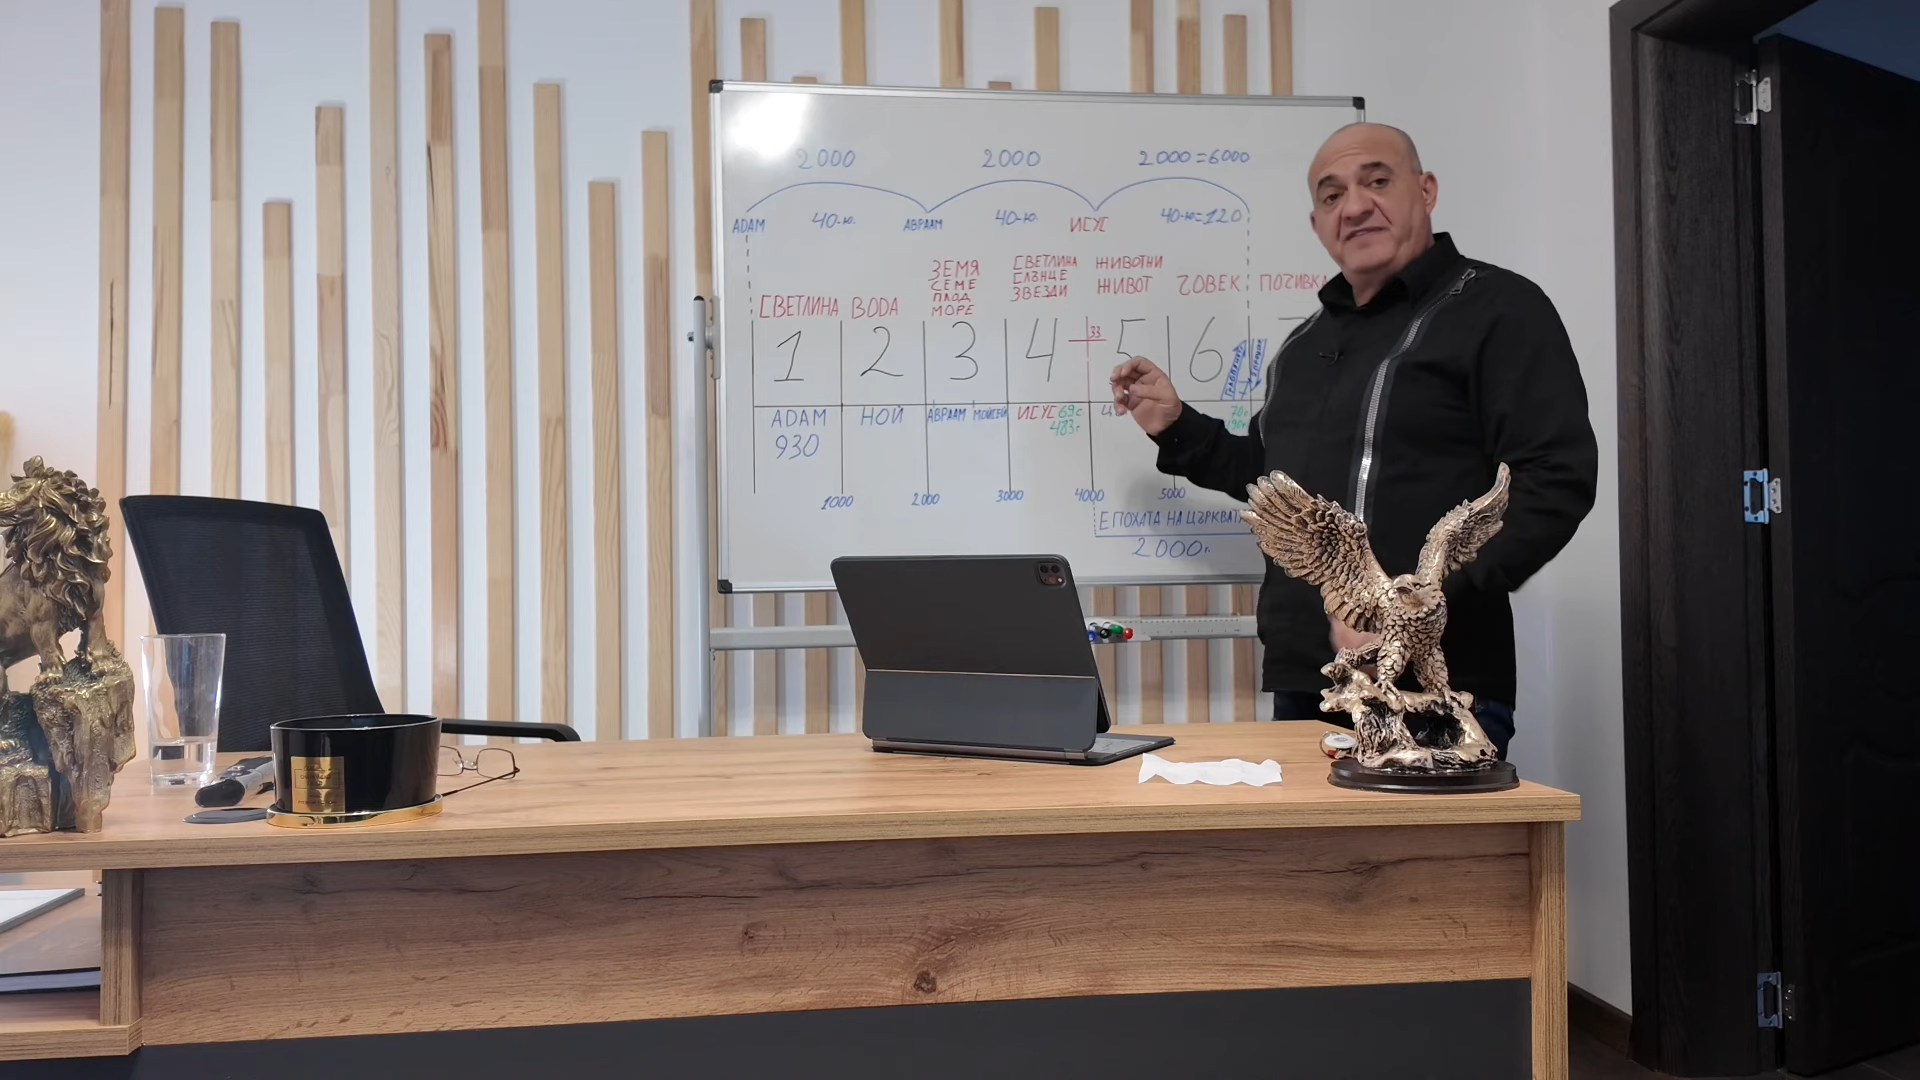 2000 2000 2000=6000
ADAM 40-Ю. АВРААМ 40-Ю. ИСУС 40-Ю=120
ЗЕМЯ СВЕТЛИНА ЖИВОТНИ
СЕМЕ СЛЪНЦЕ ЖИВОТ ЧОВЕК ПОЧИВКА
ПЛОД ЗВЕЗДИ
СВЕТЛИНА ВОDА МОРЕ
33
1 2 3 4 5 6
ADAM НОЙ АВРААМ МОЙСЕЙ ИСУС 69с
930 483г
1000 2000 3000 4000 5000
ЕПОХАТА НА ЦЪРКВАТА
2000г.